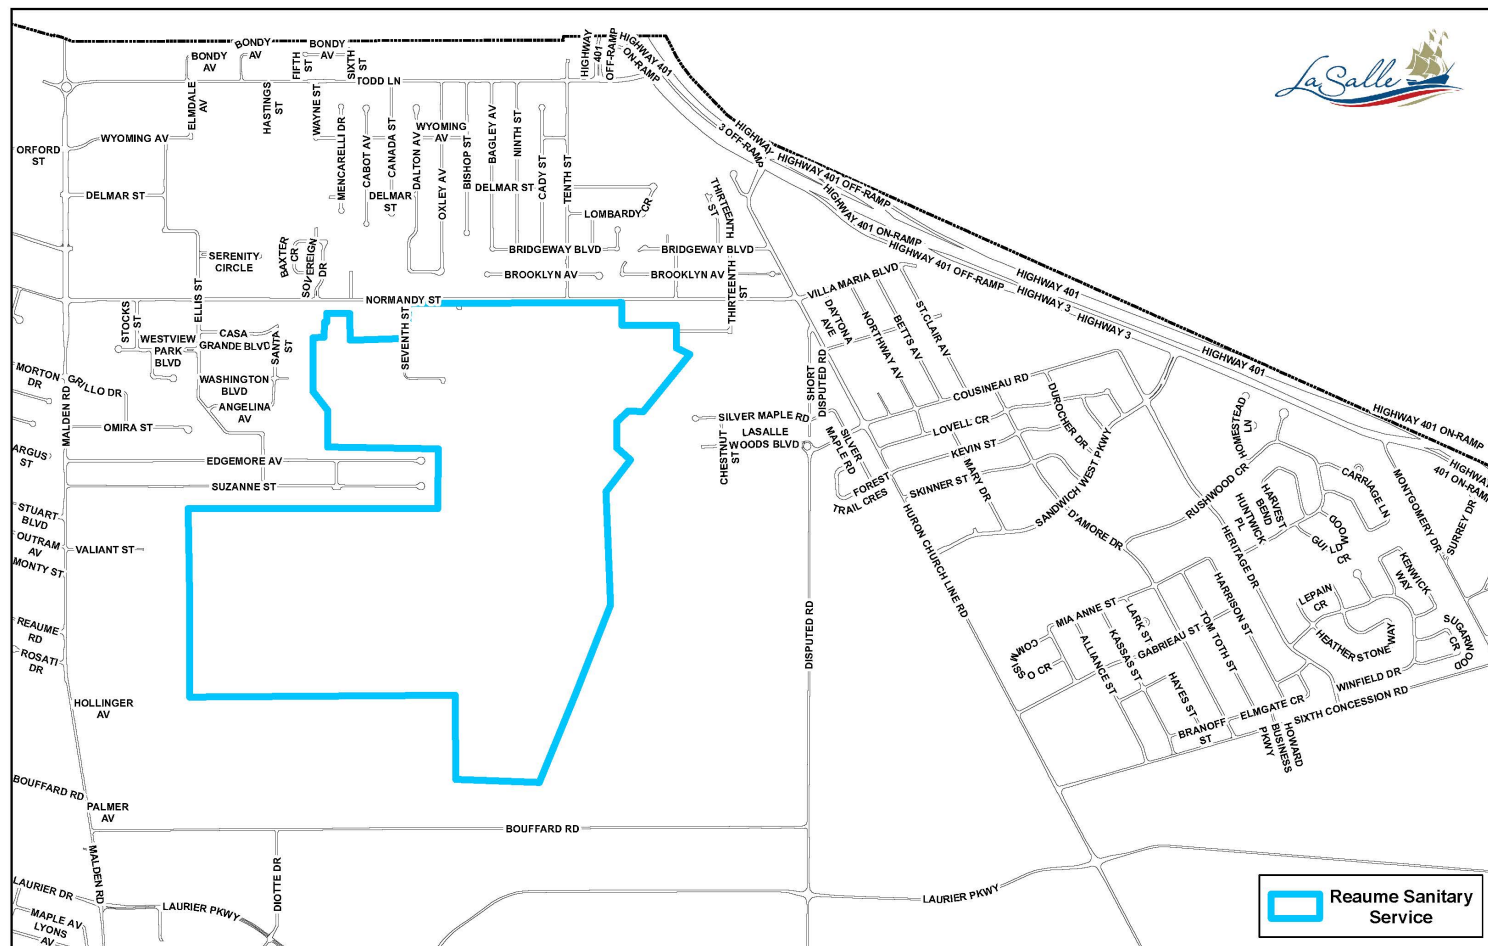 BONDY
AV
BONDY
AV
BONDY
AV
FIFTH
ST
SIXTH
ST
HIGHWAY
401
OFF-RAMP
HIGHWAY 401
ON-RAMP
LaSalle
TODD LN
ELMDALE
AV
HASTINGS
ST
WAYNE ST
MENCARELLI DR
CABOT AV
CANADA ST
DALTON AV
WYOMING
AV
OXLEY AV
BISHOP ST
BAGLEY AV
NINTH ST
CADY ST
TENTH ST
WYOMING AV
ORFORD
ST
DELMAR ST
DELMAR
ST
DELMAR ST
LOMBARDY
CR
THIRTEENTH
ST
HIGHWAY
3 OFF-RAMP
HIGHWAY 401 OFF-RAMP
HIGHWAY 401 ON-RAMP
HIGHWAY 401 OFF-RAMP
HIGHWAY 401
HIGHWAY 3
HIGHWAY 3
HIGHWAY 401
HIGHWAY 401 ON-RAMP
HIGHWAY
401 ON-RAMP
SERENITY
CIRCLE
BAXTER
CR
SOVEREIGN
DR
BRIDGEWAY BLVD
BRIDGEWAY BLVD
BROOKLYN AV
BROOKLYN AV
THIRTEENTH
ST
ELLIS ST
NORMANDY ST
VILLA MARIA BLVD
STOCKS
ST
CASA
GRANDE BLVD
SANTA
ST
WESTVIEW
PARK
BLVD
SEVENTH ST
DAYTONA
AVE
NORTHWAY AV
BETTS AV
ST.CLAIR AV
SHORT
DISPUTED RD
MORTON
DR
GRILLO DR
MALDEN RD
WASHINGTON
BLVD
ANGELINA
AV
OMIRA ST
ARGUS
ST
EDGEMORE AV
SUZANNE ST
SILVER MAPLE RD
LASALLE
WOODS BLVD
CHESTNUT
ST
SILVER
MAPLE RD
COUSINEAU RD
LOVELL CR
KEVIN ST
DUROCHER DR
SKINNER ST
MARY DR
FOREST
TRAIL CRES
SANDWICH WEST PKWY
D'AMORE DR
HURON CHURCH LINE RD
HOMESTEAD
LN
RUSHWOOD CR
HARVEST
BEND
HUNTWICK
PL
CARRIAGE LN
GUILDWOOD
CR
MONTGOMERY DR
SURREY DR
KENWICK
WAY
HERITAGE DR
LEPAIN
CR
HEATHERSTONE WAY
SUGARWOOD
CR
WINFIELD DR
SIXTH CONCESSION RD
STUART
BLVD
OUTRAM
AV
VALIANT ST
MONTY ST
REAUME
RD
ROSATI
DR
HOLLINGER
AV
DISPUTED RD
MIA ANNE ST
LARK ST
HARRISON ST
TOM TOTH ST
GABRIEAU ST
KASSAS ST
ALLIANCE ST
COMISSO CR
HAYES ST
BRANOFF
ST
ELMGATE CR
HOWARD
BUSINESS
PKWY
BOUFFARD RD
PALMER
AV
BOUFFARD RD
MALDEN RD
DIOTTE DR
LAURIER DR
LAURIER PKWY
LAURIER PKWY
MAPLE AV
LYONS
AV
Reaume Sanitary
Service